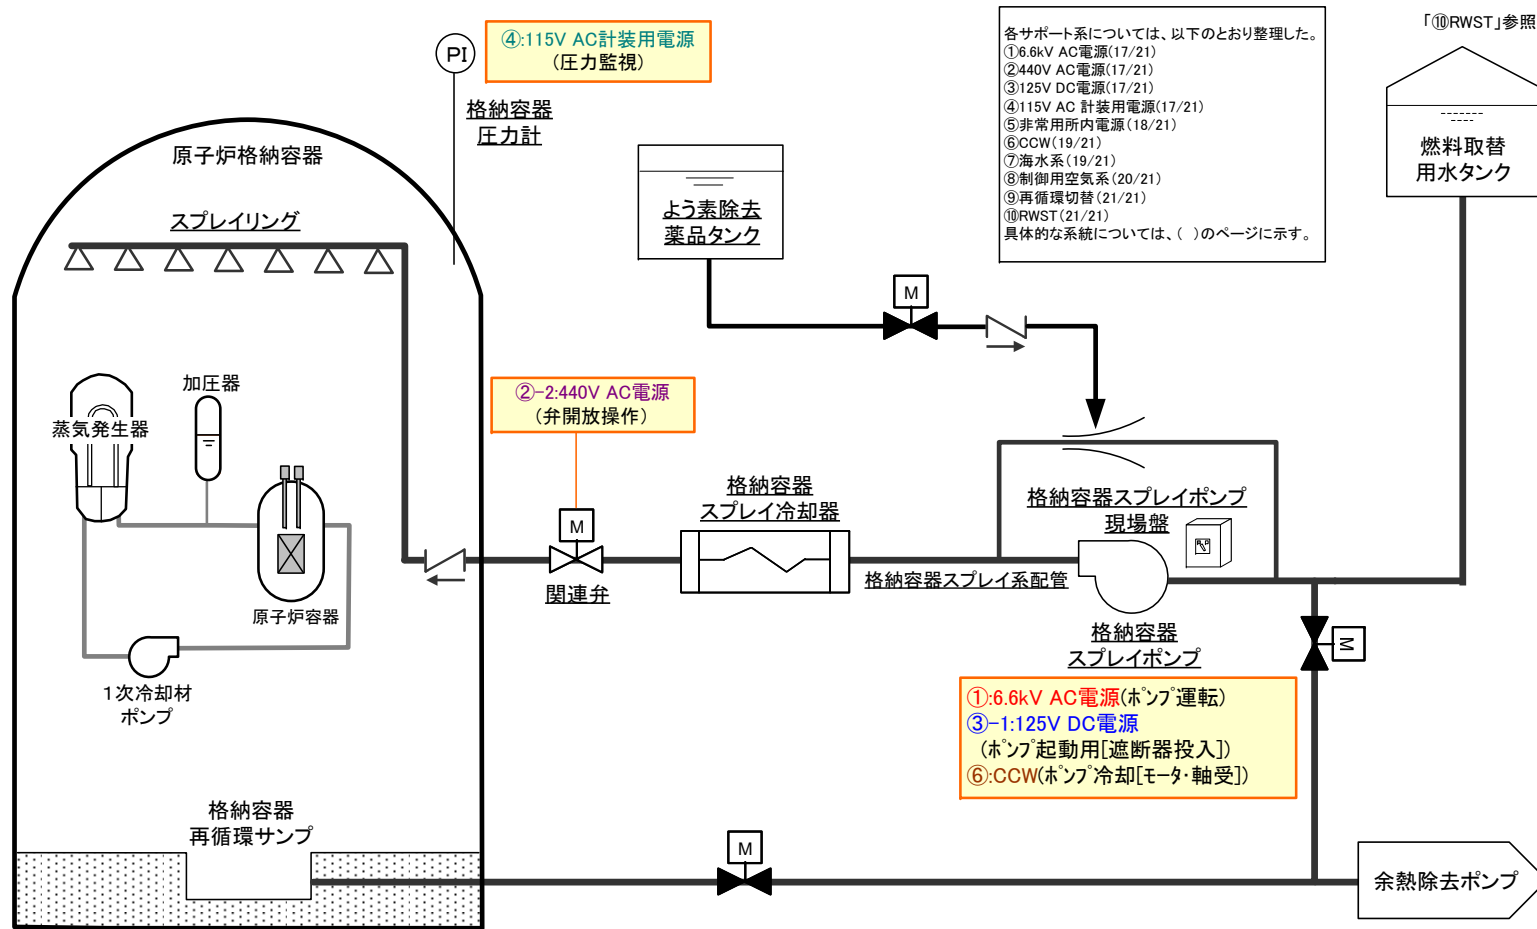 ④:115V AC計装用電源
(圧力監視)
PI
格納容器
圧力計
各サポート系については、以下のとおり整理した。
①6.6kV AC電源(17/21)
②440V AC電源(17/21)
③125V DC電源(17/21)
④115V AC 計装用電源(17/21)
⑤非常用所内電源(18/21)
⑥CCW(19/21)
⑦海水系(19/21)
⑧制御用空気系(20/21)
⑨再循環切替(21/21)
⑩RWST(21/21)
具体的な系統については、( )のページに示す。
「⑩RWST」参照
燃料取替
用水タンク
原子炉格納容器
スプレイリング
よう素除去
薬品タンク
M
②-2:440V AC電源
(弁開放操作)
加圧器
蒸気発生器
原子炉容器
1次冷却材
ポンプ
M
関連弁
格納容器
スプレイ冷却器
格納容器スプレイポンプ
現場盤
格納容器スプレイ系配管
格納容器
スプレイポンプ
M
①:6.6kV AC電源(ﾎﾟﾝﾌﾟ運転)
③-1:125V DC電源
(ﾎﾟﾝﾌﾟ起動用[遮断器投入])
⑥:CCW(ﾎﾟﾝﾌﾟ冷却[ﾓｰﾀ･軸受])
格納容器
再循環サンプ
M
余熱除去ポンプ